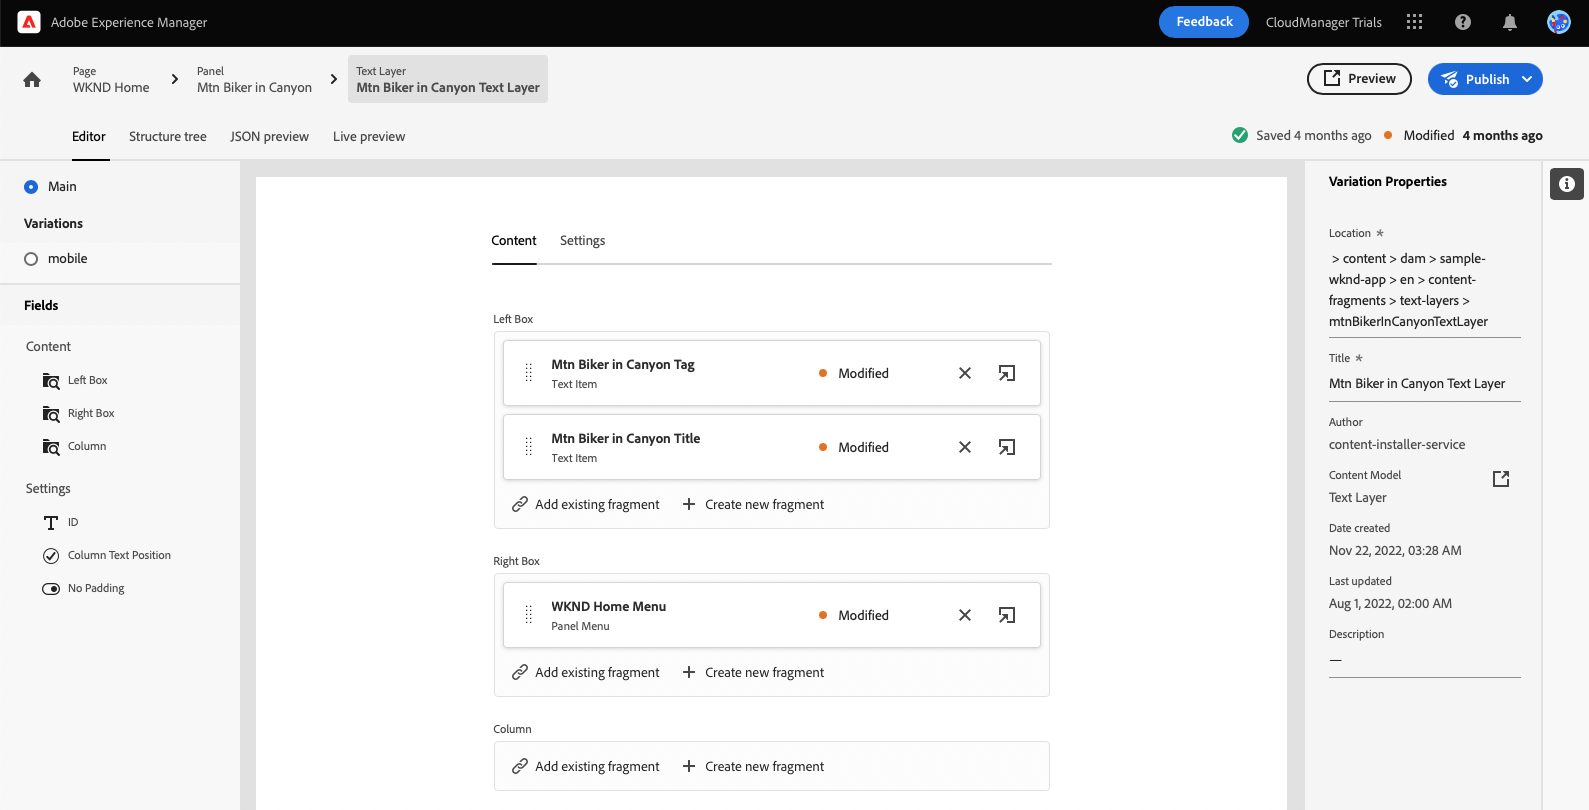 Adobe Experience Manager
Feedback
CloudManager Trials
Page
WKND Home
Panel
Mtn Biker in Canyon
Text Layer
Mtn Biker in Canyon Text Layer
Preview
Publish
Editor
Structure tree
JSON preview
Live preview
Saved 4 months ago
Modified 4 months ago
Main
Variations
mobile
Fields
Content
Left Box
Right Box
Column
Settings
ID
Column Text Position
No Padding
Content
Settings
Left Box
Mtn Biker in Canyon Tag
Text Item
Modified
Mtn Biker in Canyon Title
Text Item
Modified
Add existing fragment
Create new fragment
Right Box
WKND Home Menu
Panel Menu
Modified
Add existing fragment
Create new fragment
Column
Add existing fragment
Create new fragment
Variation Properties
Location *
> content > dam > sample-
wknd-app > en > content-
fragments > text-layers >
mtnBikerInCanyonTextLayer
Title *
Mtn Biker in Canyon Text Layer
Author
content-installer-service
Content Model
Text Layer
Date created
Nov 22, 2022, 03:28 AM
Last updated
Aug 1, 2022, 02:00 AM
Description
—